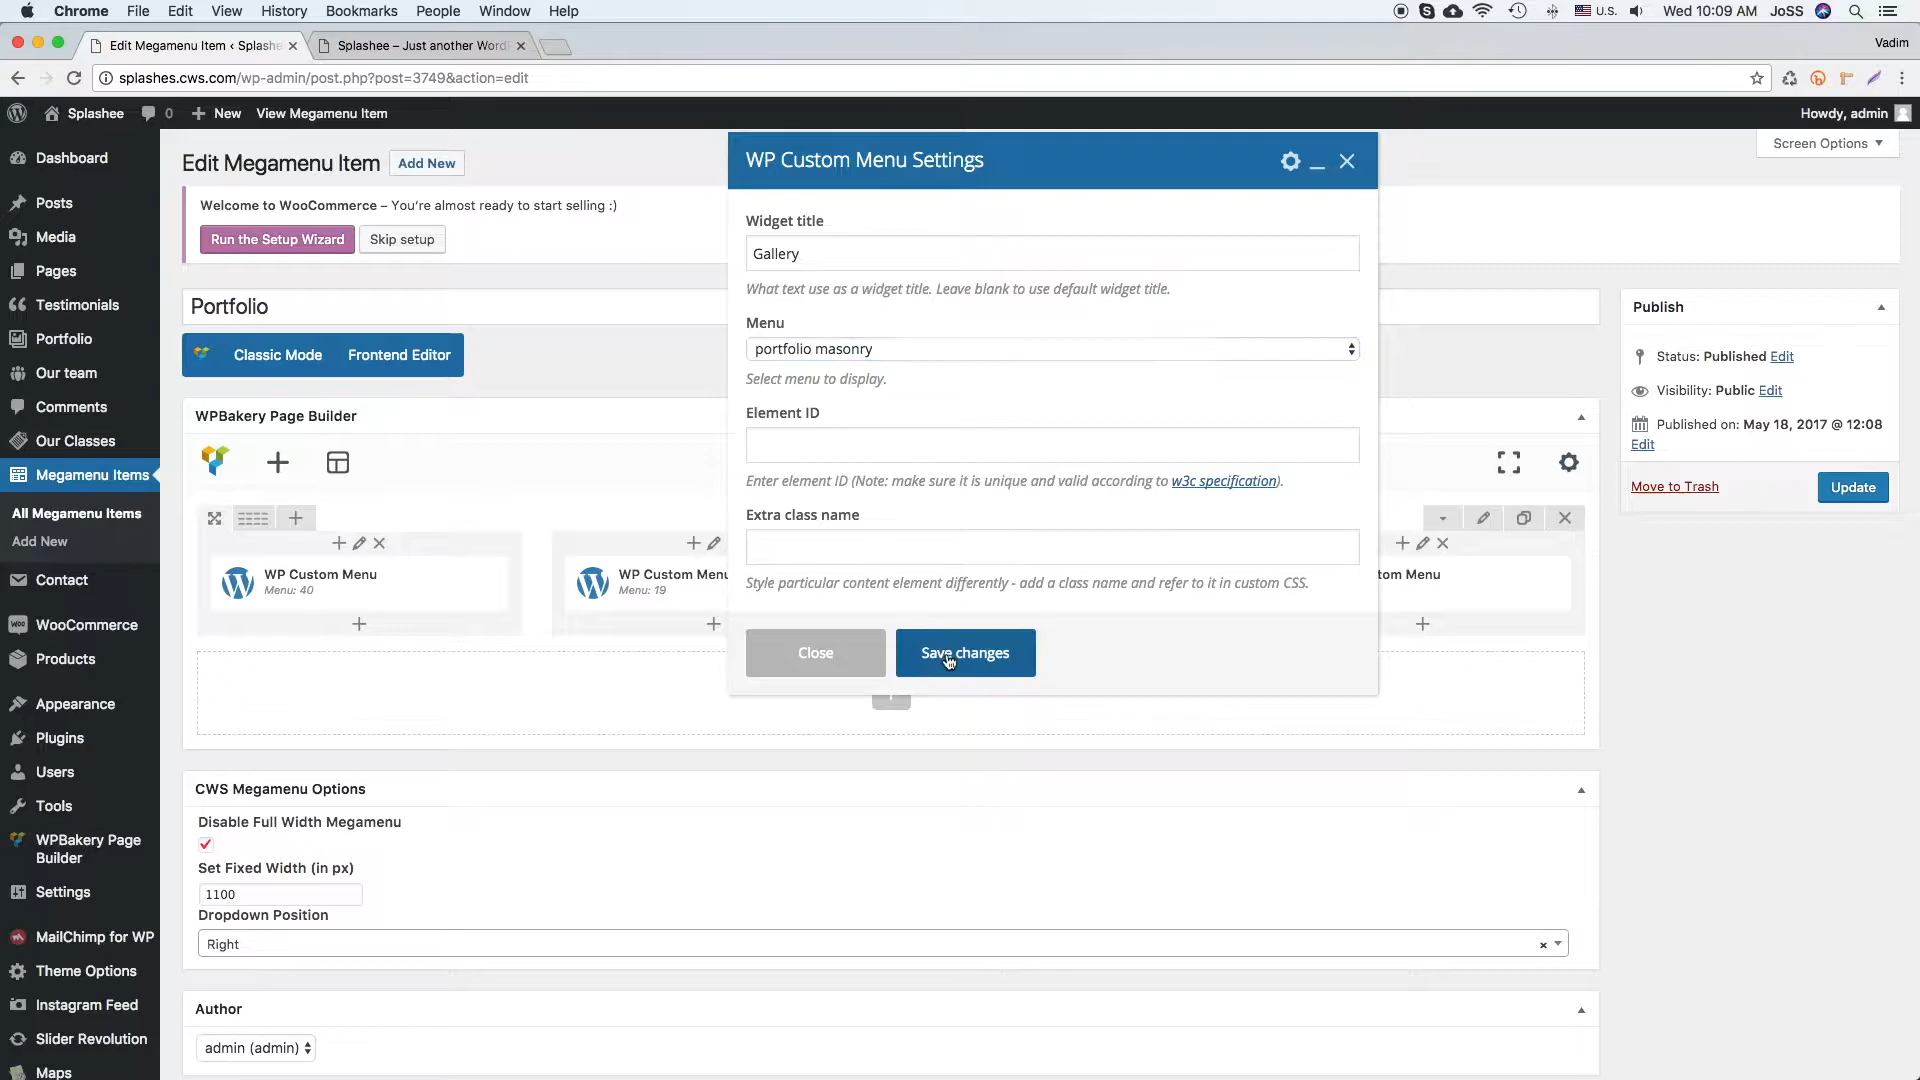 Chrome File Edit View History Bookmarks People Window Help U.S. Wed 10:09 AM JoSS
Edit Megamenu Item ‹ Splashe Splashee – Just another Word Vadim
splashes.cws.com/wp-admin/post.php?post=3749&action=edit
Splashee 0 New View Megamenu Item Howdy, admin
Screen Options
Dashboard
Posts
Media
Pages
Testimonials
Portfolio
Our team
Comments
Our Classes
Megamenu Items
All Megamenu Items
Add New
Contact
WooCommerce
Products
Appearance
Plugins
Users
Tools
WPBakery Page
Builder
Settings
MailChimp for WP
Theme Options
Instagram Feed
Slider Revolution
Maps
Edit Megamenu Item Add New
Welcome to WooCommerce – You're almost ready to start selling :)
Run the Setup Wizard Skip setup
Portfolio
Classic Mode Frontend Editor
WPBakery Page Builder
WP Custom Menu
Menu: 40
WP Custom Menu
Menu: 19
tom Menu
WP Custom Menu Settings
Widget title
Gallery
What text use as a widget title. Leave blank to use default widget title.
Menu
portfolio masonry
Select menu to display.
Element ID
Enter element ID (Note: make sure it is unique and valid according to w3c specification).
Extra class name
Style particular content element differently - add a class name and refer to it in custom CSS.
Close Save changes
CWS Megamenu Options
Disable Full Width Megamenu
Set Fixed Width (in px)
1100
Dropdown Position
Right
Author
admin (admin)
Publish
Status: Published Edit
Visibility: Public Edit
Published on: May 18, 2017 @ 12:08
Edit
Move to Trash Update